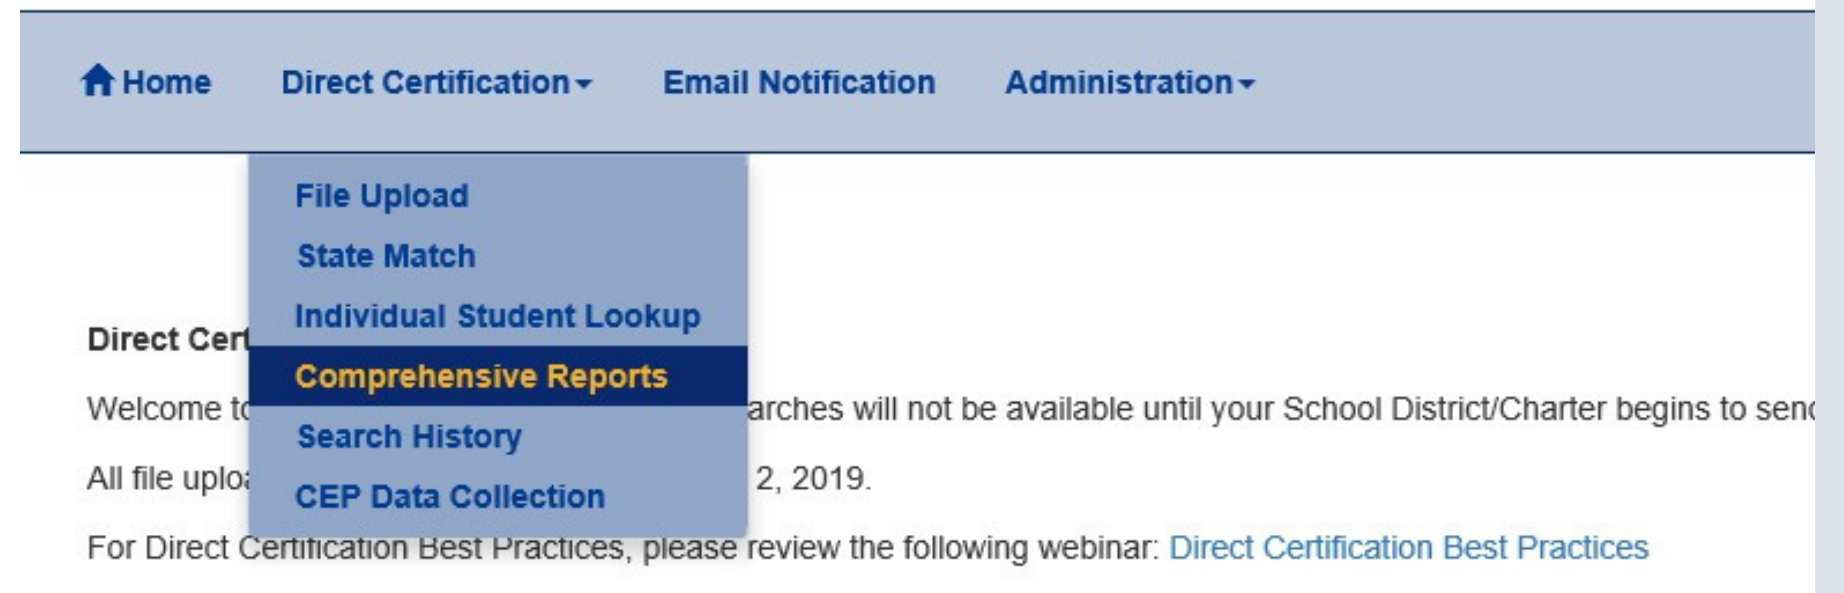 Home Direct Certification Email Notification Administration
File Upload
State Match
Individual Student Lookup
Comprehensive Reports
Search History
CEP Data Collection
Direct Cert
Welcome to arches will not be available until your School District/Charter begins to send
All file uploa 2, 2019.
For Direct Certification Best Practices, please review the following webinar: Direct Certification Best Practices